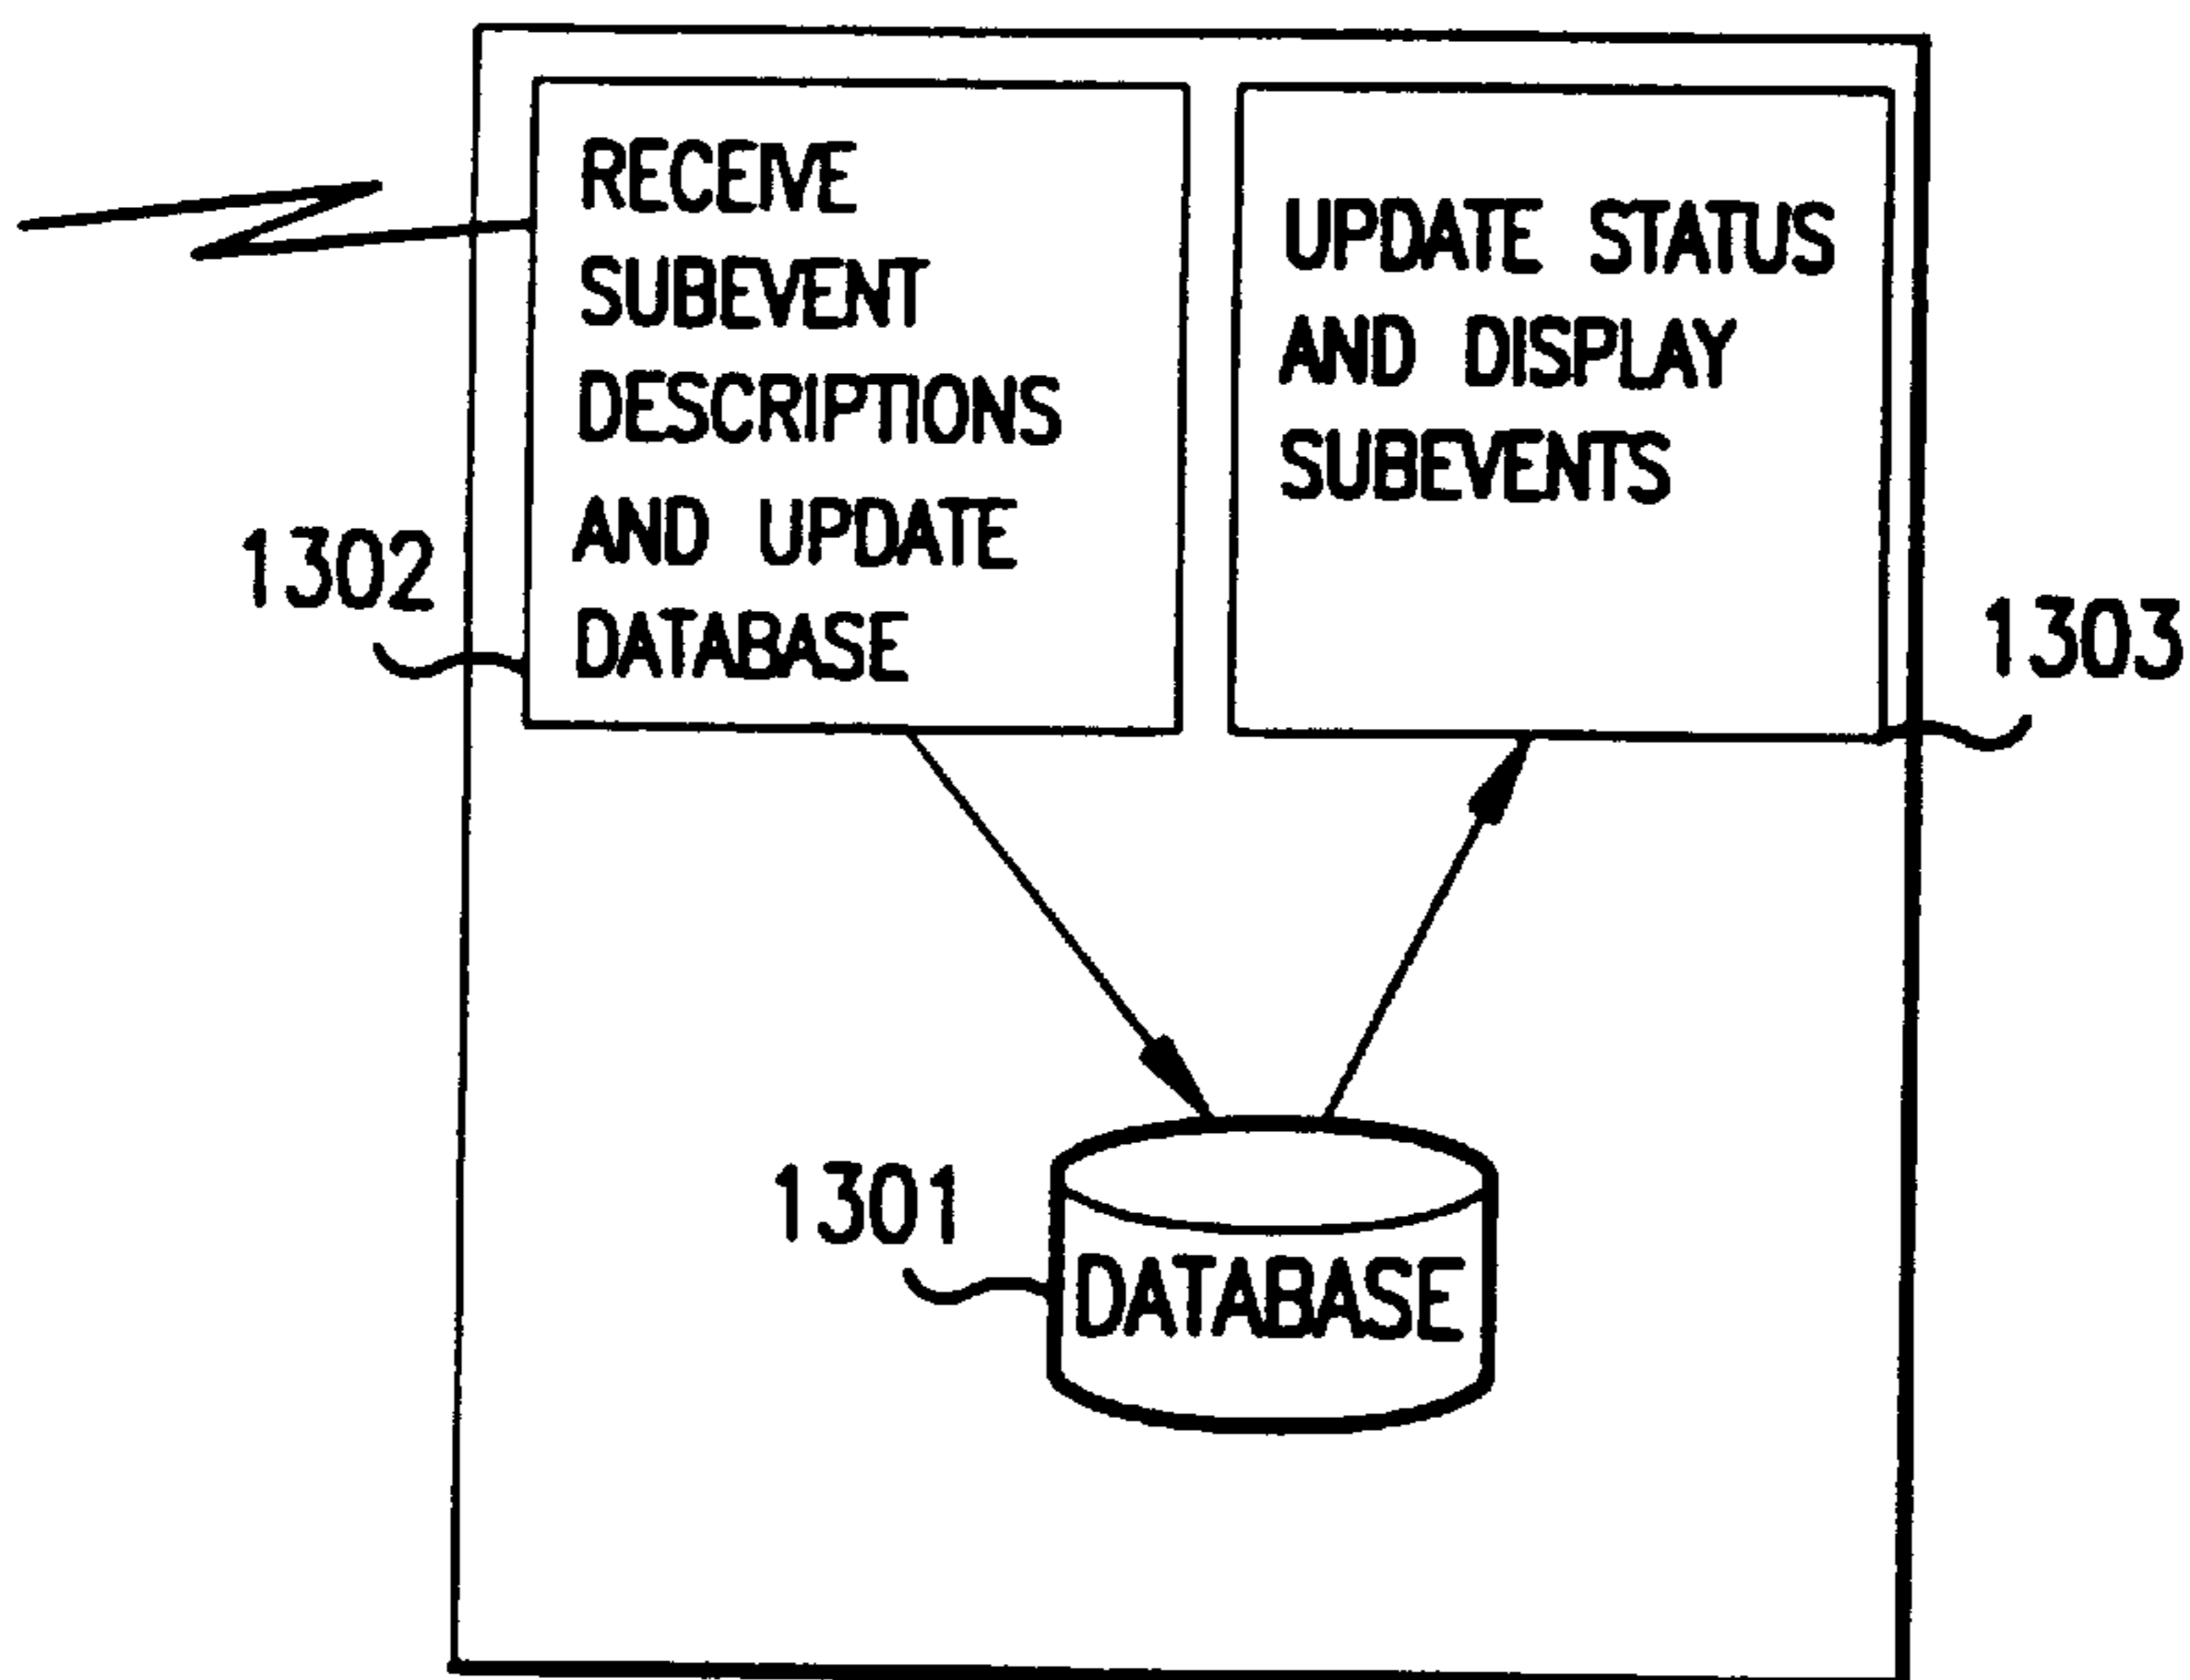 RECEIVE
SUBEVENT
DESCRIPTIONS
AND UPDATE
DATABASE
1302
UPDATE STATUS
AND DISPLAY
SUBEVENTS
1303
1301
DATABASE